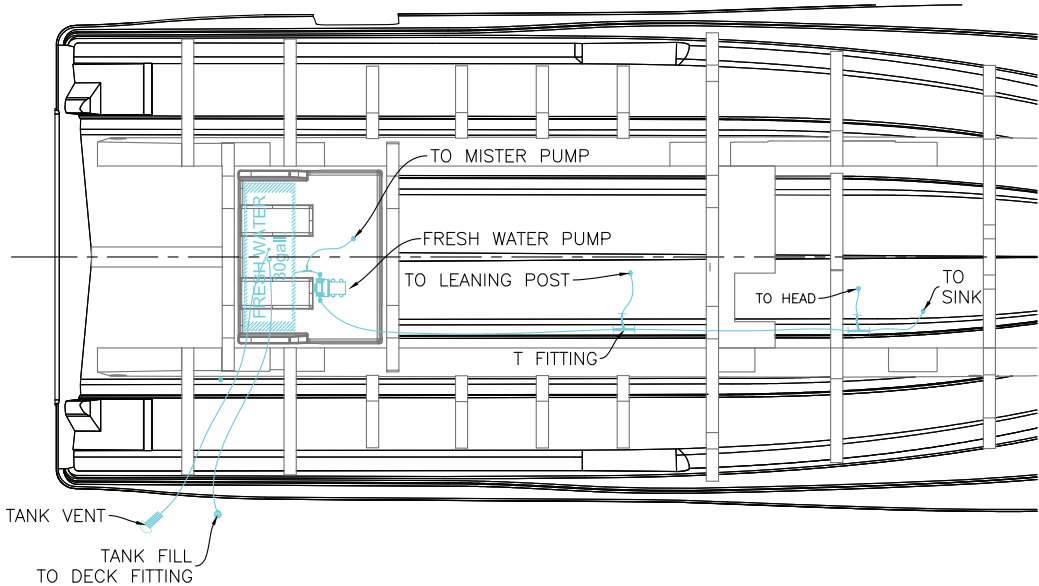 TO MISTER PUMP
FRESH WATER PUMP
FRESH WATER
30gall
TO LEANING POST
TO HEAD
TO
SINK
T FITTING
TANK VENT
TANK FILL
TO DECK FITTING